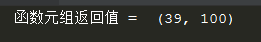 函数元组返回值 =  (39, 100)